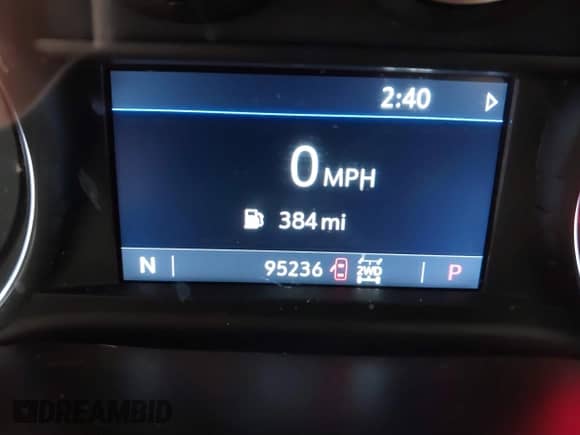 2:40
0 MPH
384 mi
N 95236 2WD P
DREAMBID